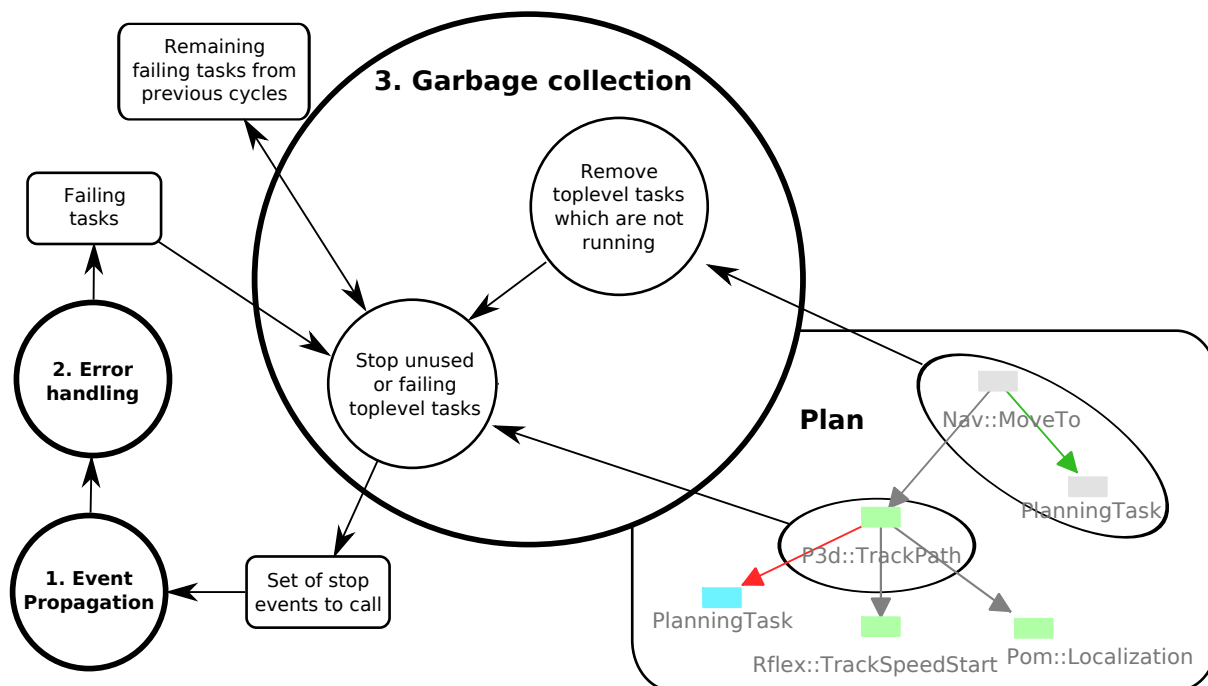 Remaining
failing tasks from
previous cycles
3. Garbage collection
Remove
toplevel tasks
which are not
running
Failing
tasks
2. Error
handling
Stop unused
or failing
toplevel tasks
Plan
Nav::MoveTo
PlanningTask
P3d::TrackPath
1. Event
Propagation
Set of stop
events to call
PlanningTask
Rflex::TrackSpeedStart
Pom::Localization